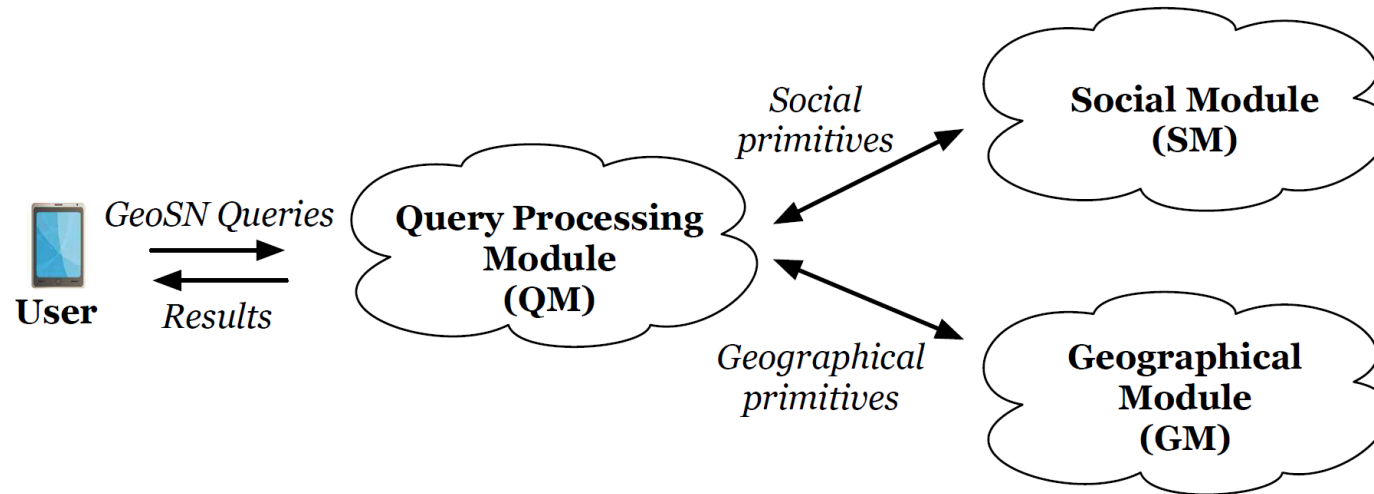 User
GeoSN Queries
Results
Query Processing
Module
(QM)
Social
primitives
Social Module
(SM)
Geographical
primitives
Geographical
Module
(GM)